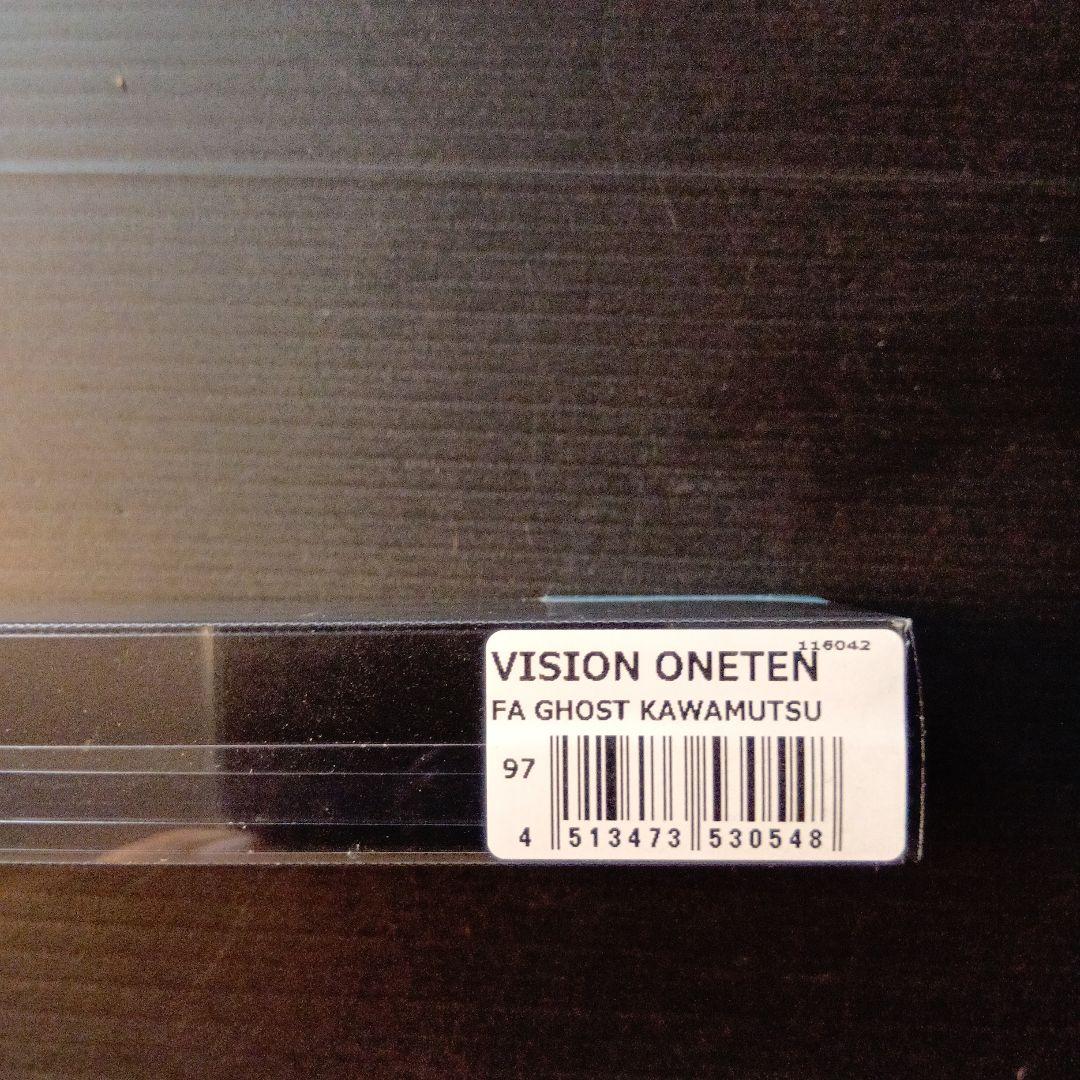 116042
VISION ONETEN
FA GHOST KAWAMUTSU
97
4 513473 530548